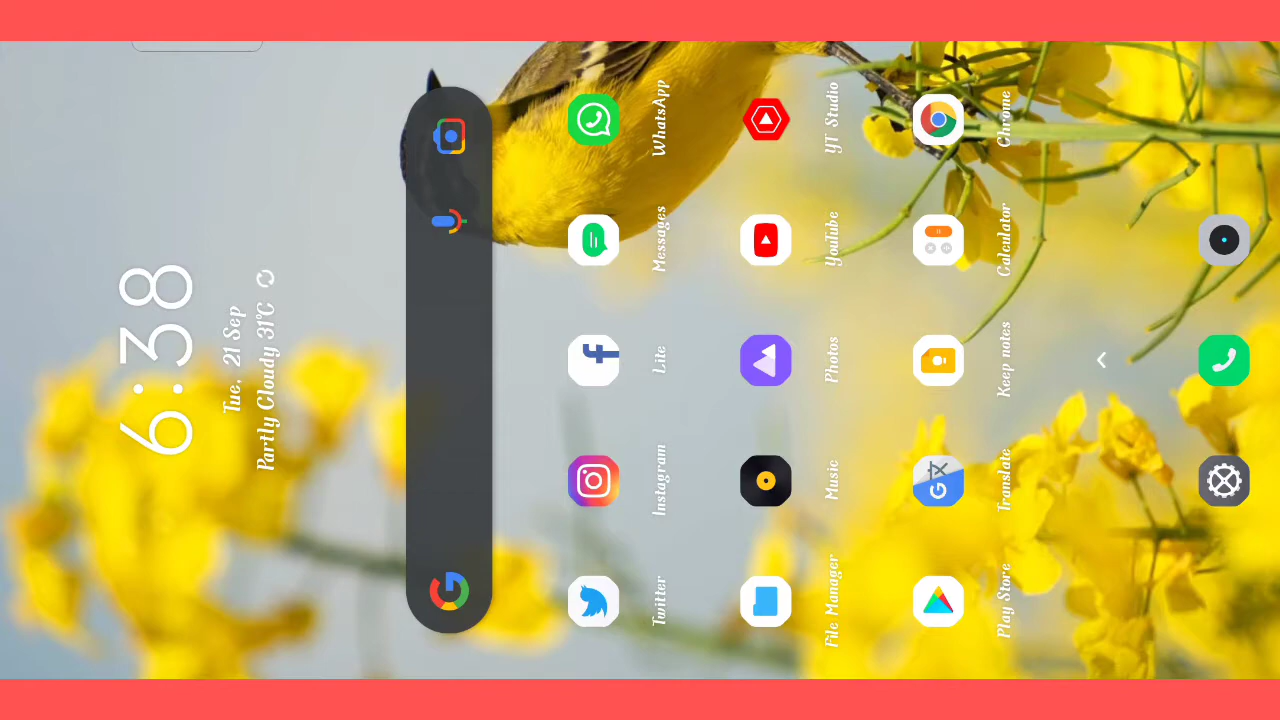 6:38
Tue, 21 Sep
Partly Cloudy 31°C
Twitter
Instagram
Lite
Messages
WhatsApp
File Manager
Music
Photos
YouTube
YT Studio
Play Store
Translate
Keep notes
Calculator
Chrome